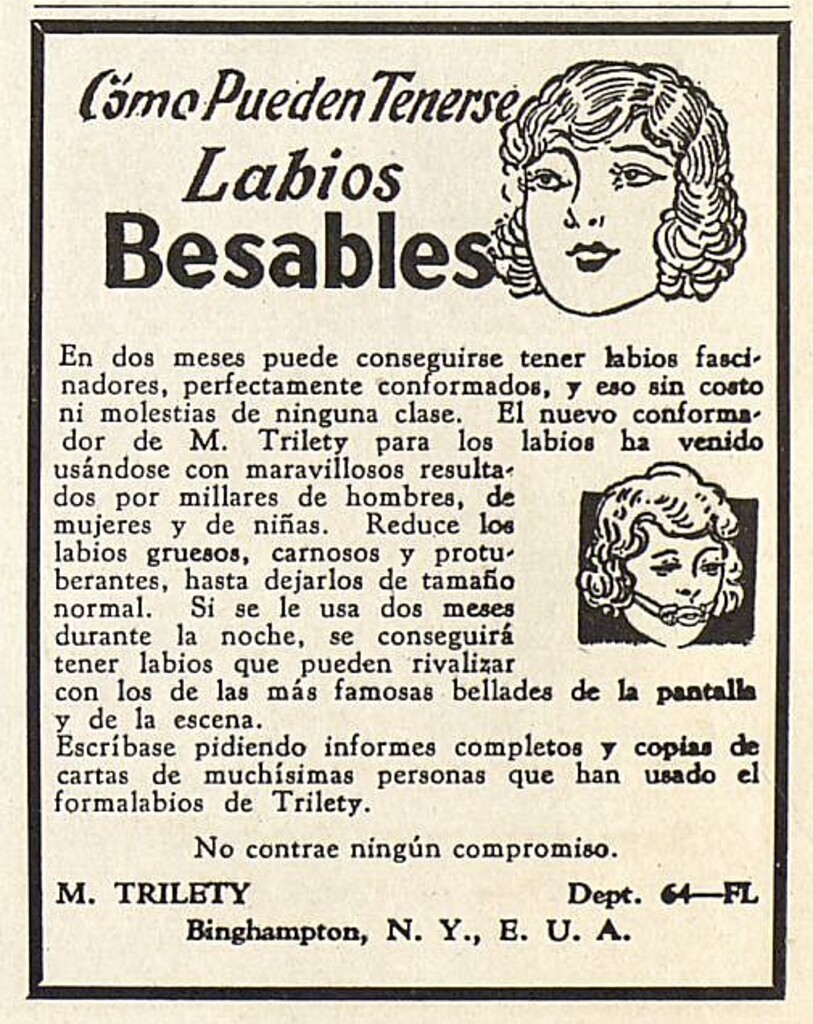 Cómo Pueden Tenerse
Labios
Besables
En dos meses puede conseguirse tener labios fasci-
nadores, perfectamente conformados, y eso sin costo
ni molestias de ninguna clase. El nuevo conforma-
dor de M. Trilety para los labios ha venido
usándose con maravillosos resulta-
dos por millares de hombres, de
mujeres y de niñas. Reduce los
labios gruesos, carnosos y protu-
berantes, hasta dejarlos de tamaño
normal. Si se le usa dos meses
durante la noche, se conseguirá
tener labios que pueden rivalizar
con los de las más famosas bellades de la pantalla
y de la escena.
Escríbase pidiendo informes completos y copias de
cartas de muchísimas personas que han usado el
formalabios de Trilety.
No contrae ningún compromiso.
M. TRILETY Dept. 64—FL
Binghampton, N. Y., E. U. A.